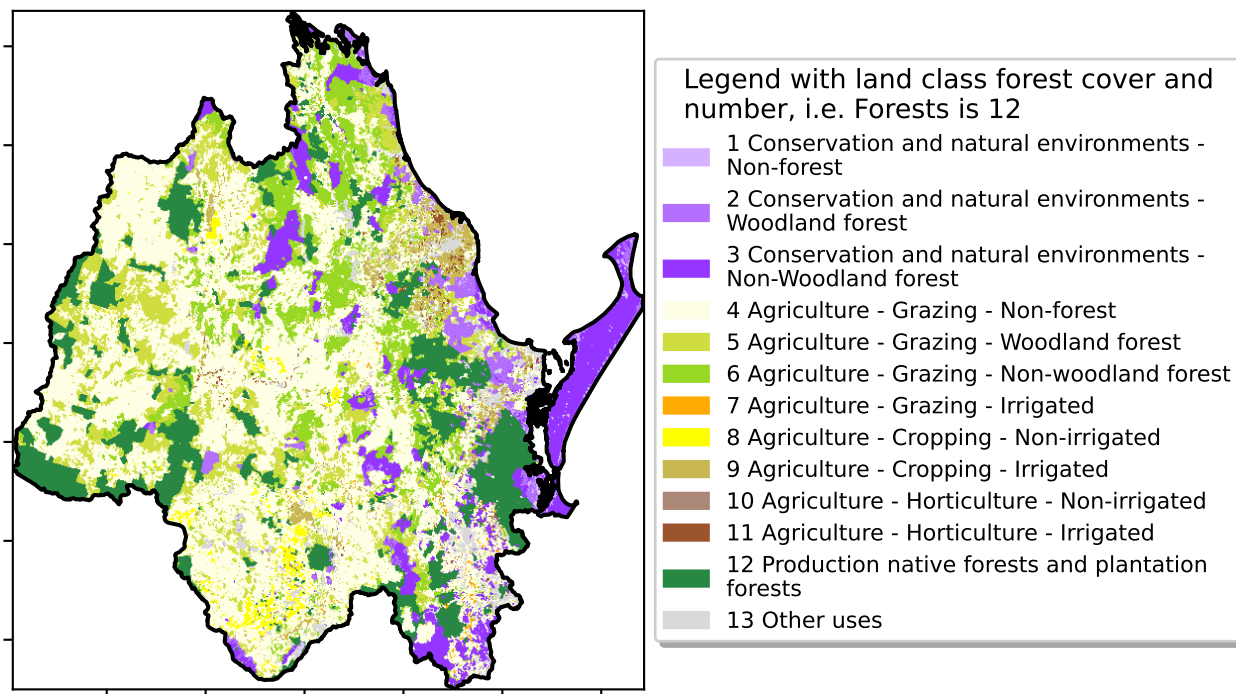 Legend with land class forest cover and
number, i.e. Forests is 12
1 Conservation and natural environments -
Non-forest
2 Conservation and natural environments -
Woodland forest
3 Conservation and natural environments -
Non-Woodland forest
4 Agriculture - Grazing - Non-forest
5 Agriculture - Grazing - Woodland forest
6 Agriculture - Grazing - Non-woodland forest
7 Agriculture - Grazing - Irrigated
8 Agriculture - Cropping - Non-irrigated
9 Agriculture - Cropping - Irrigated
10 Agriculture - Horticulture - Non-irrigated
11 Agriculture - Horticulture - Irrigated
12 Production native forests and plantation
forests
13 Other uses